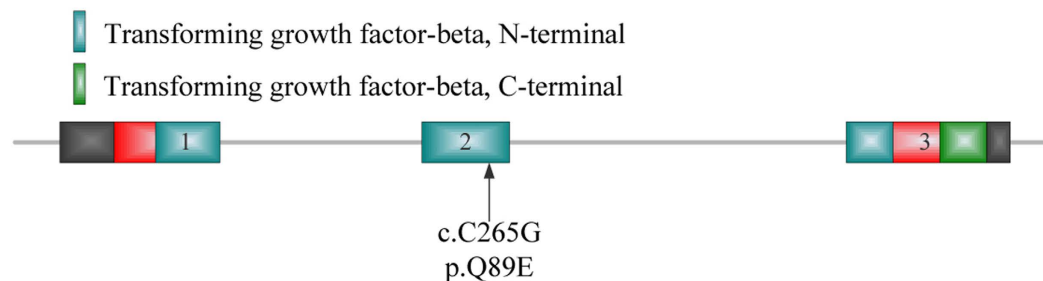 Transforming growth factor-beta, N-terminal
Transforming growth factor-beta, C-terminal
1 2 3
c.C265G
p.Q89E